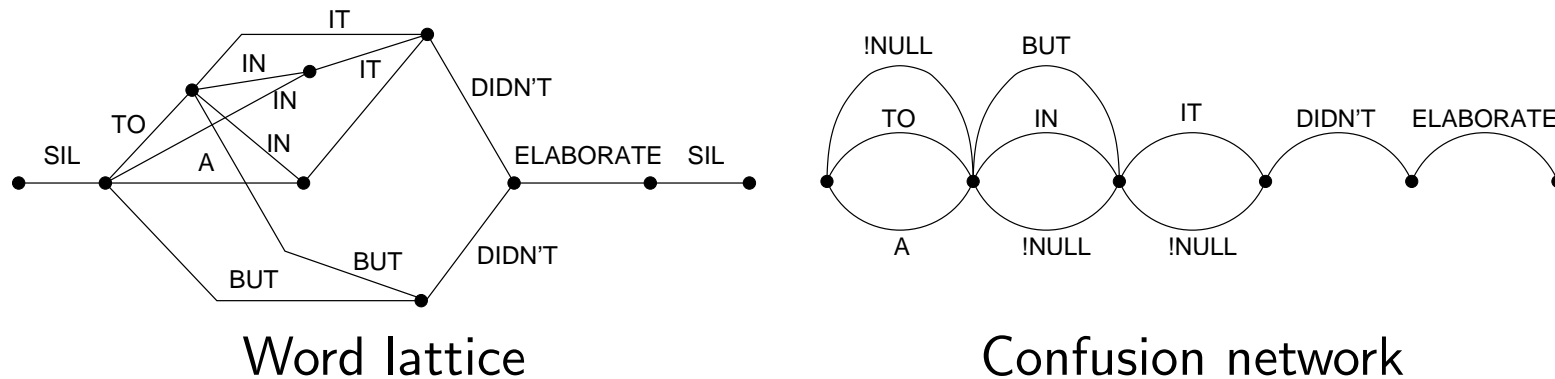 IT
!NULL BUT
IN IT
DIDN'T
IN
TO IN IT DIDN'T ELABORATE
TO IN
SIL A ELABORATE SIL
A !NULL !NULL
DIDN'T
BUT BUT
Word lattice Confusion network